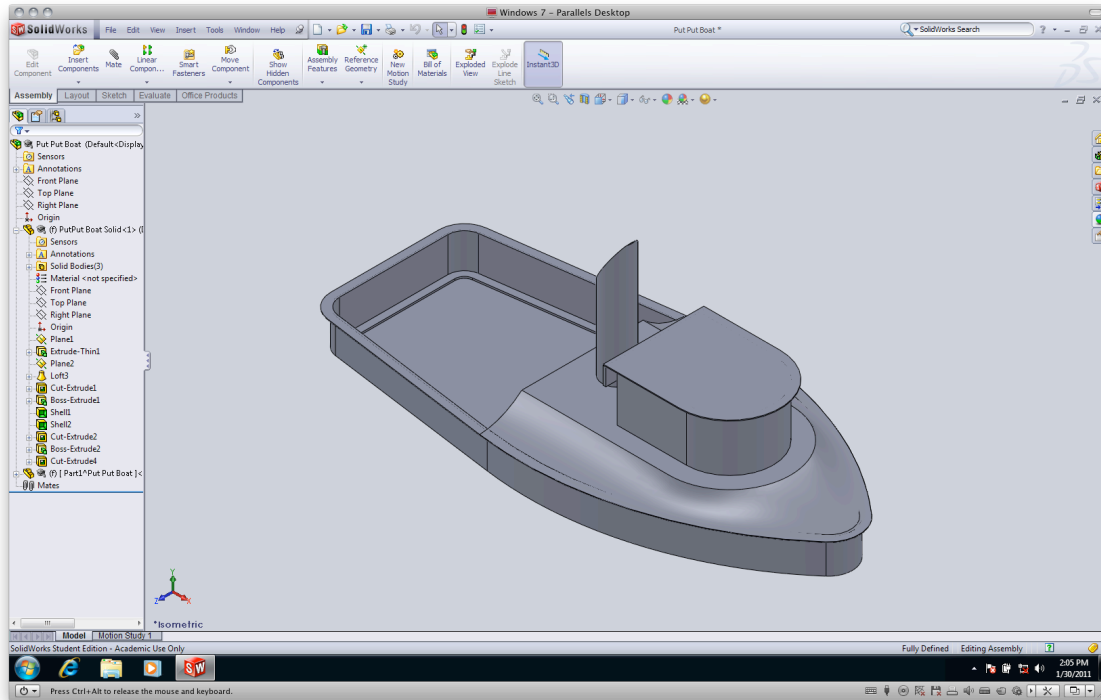 Windows 7 - Parallels Desktop
SolidWorks File Edit View Insert Tools Window Help Put Put Boat * SolidWorks Search
Edit Component
Insert Components
Mate
Linear Compon...
Smart Fasteners
Move Component
Show Hidden Components
Assembly Features
Reference Geometry
New Motion Study
Bill of Materials
Exploded View
Explode Line Sketch
Instant3D
Assembly Layout Sketch Evaluate Office Products
Put Put Boat (Default<Display
Sensors
Annotations
Front Plane
Top Plane
Right Plane
Origin
(f) PutPut Boat Solid<1> (
Sensors
Annotations
Solid Bodies(3)
Material <not specified>
Front Plane
Top Plane
Right Plane
Origin
Plane1
Extrude-Thin1
Plane2
Loft3
Cut-Extrude1
Boss-Extrude1
Shell1
Shell2
Cut-Extrude2
Boss-Extrude2
Cut-Extrude4
(f) [ Part1^Put Put Boat ]<
Mates
Y
Z X
*Isometric
Model Motion Study 1
SolidWorks Student Edition - Academic Use Only Fully Defined Editing Assembly
SW
2:05 PM
1/30/2011
Press Ctrl+Alt to release the mouse and keyboard.